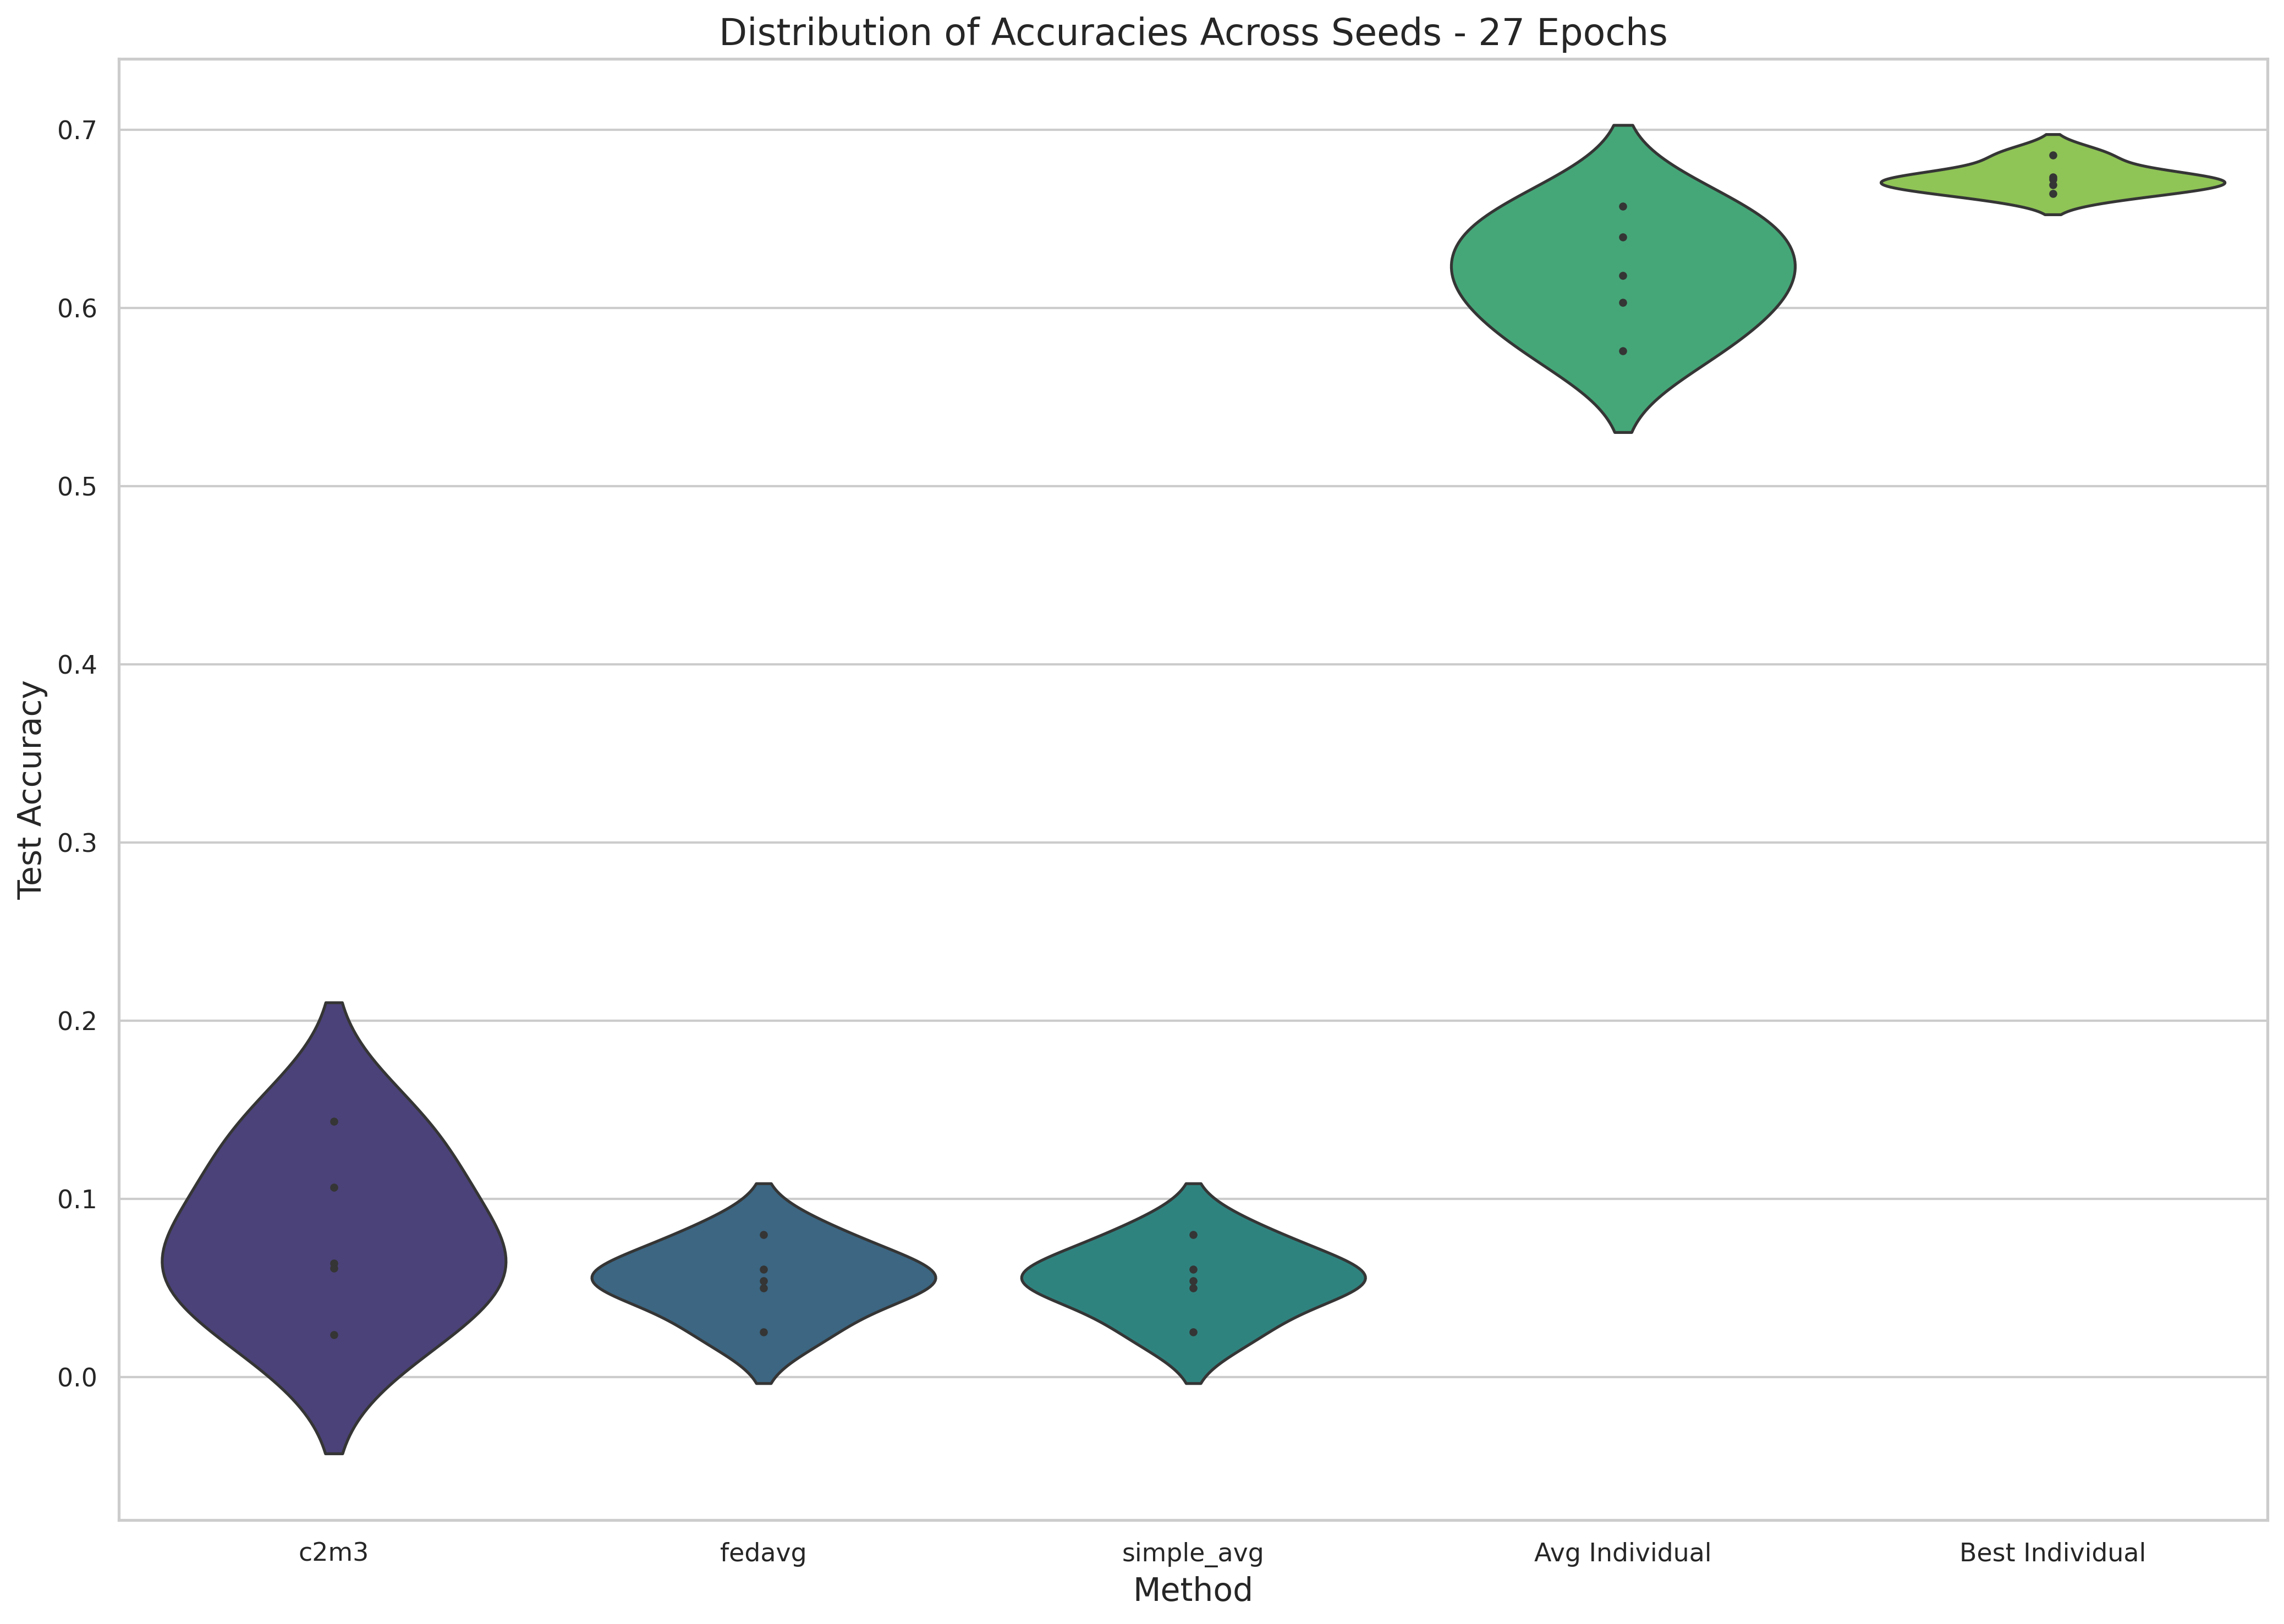 Distribution of Accuracies Across Seeds - 27 Epochs
Test Accuracy
0.7
0.6
0.5
0.4
0.3
0.2
0.1
0.0
c2m3
fedavg
simple_avg
Avg Individual
Best Individual
Method